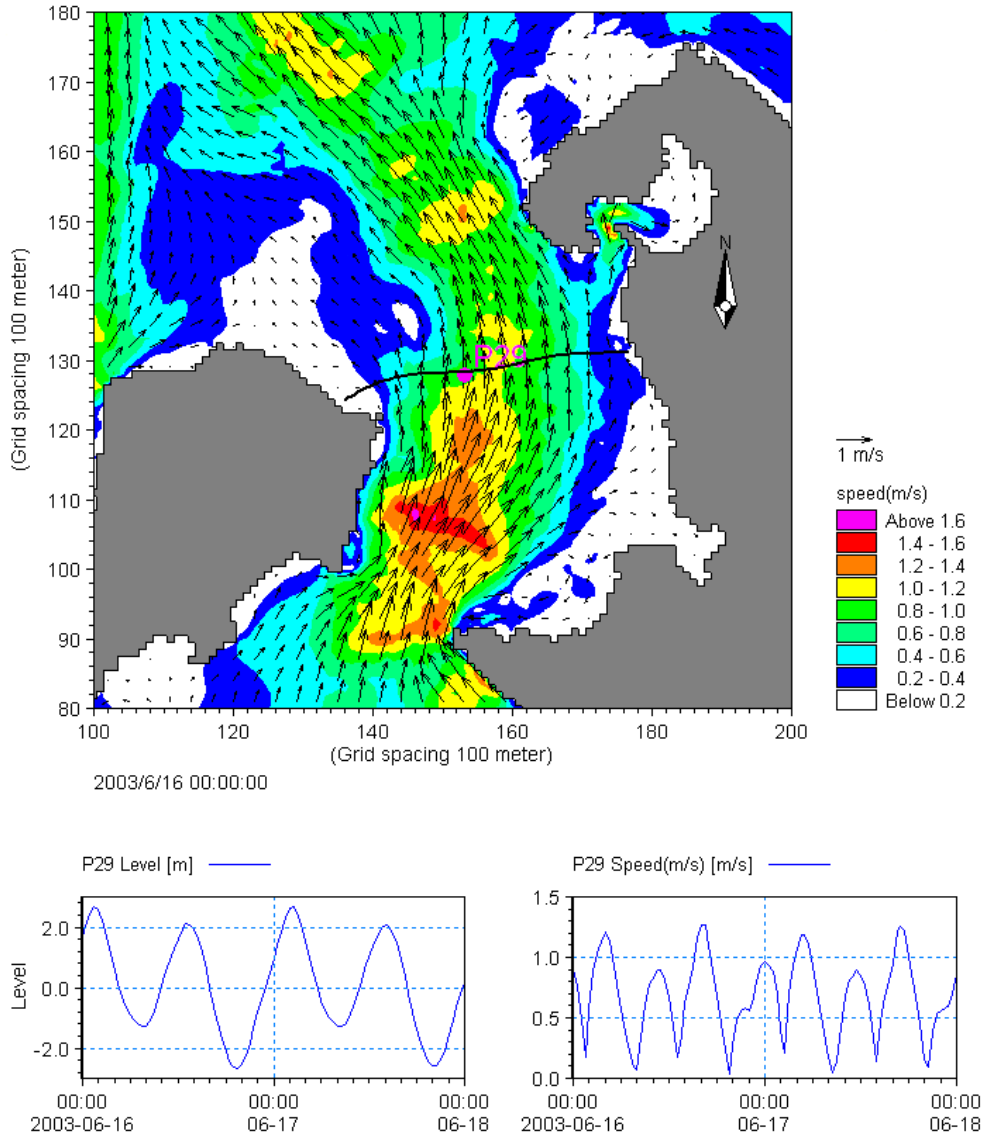 180
170
160
150
140
130
120
110
100
90
80
(Grid spacing 100 meter)
N
P29
100 120 140 160 180 200
(Grid spacing 100 meter)
2003/6/16 00:00:00
1 m/s
speed(m/s)
Above 1.6
1.4 - 1.6
1.2 - 1.4
1.0 - 1.2
0.8 - 1.0
0.6 - 0.8
0.4 - 0.6
0.2 - 0.4
Below 0.2
P29 Level [m]
Level
2.0
0.0
-2.0
00:00 00:00 00:00
2003-06-16 06-17 06-18
P29 Speed(m/s) [m/s]
1.5
1.0
0.5
0.0
00:00 00:00 00:00
2003-06-16 06-17 06-18